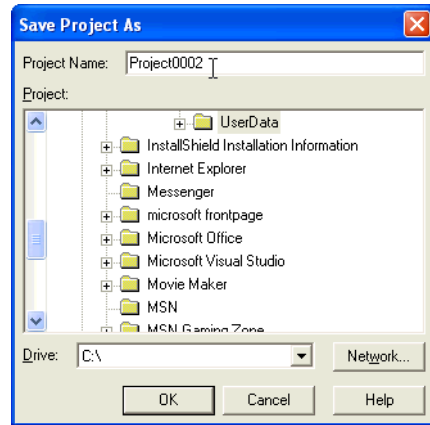 Save Project As
Project Name: Project0002
Project:
UserData
InstallShield Installation Information
Internet Explorer
Messenger
microsoft frontpage
Microsoft Office
Microsoft Visual Studio
Movie Maker
MSN
MSN Gaming Zone
Drive: C:\ Network...
OK Cancel Help